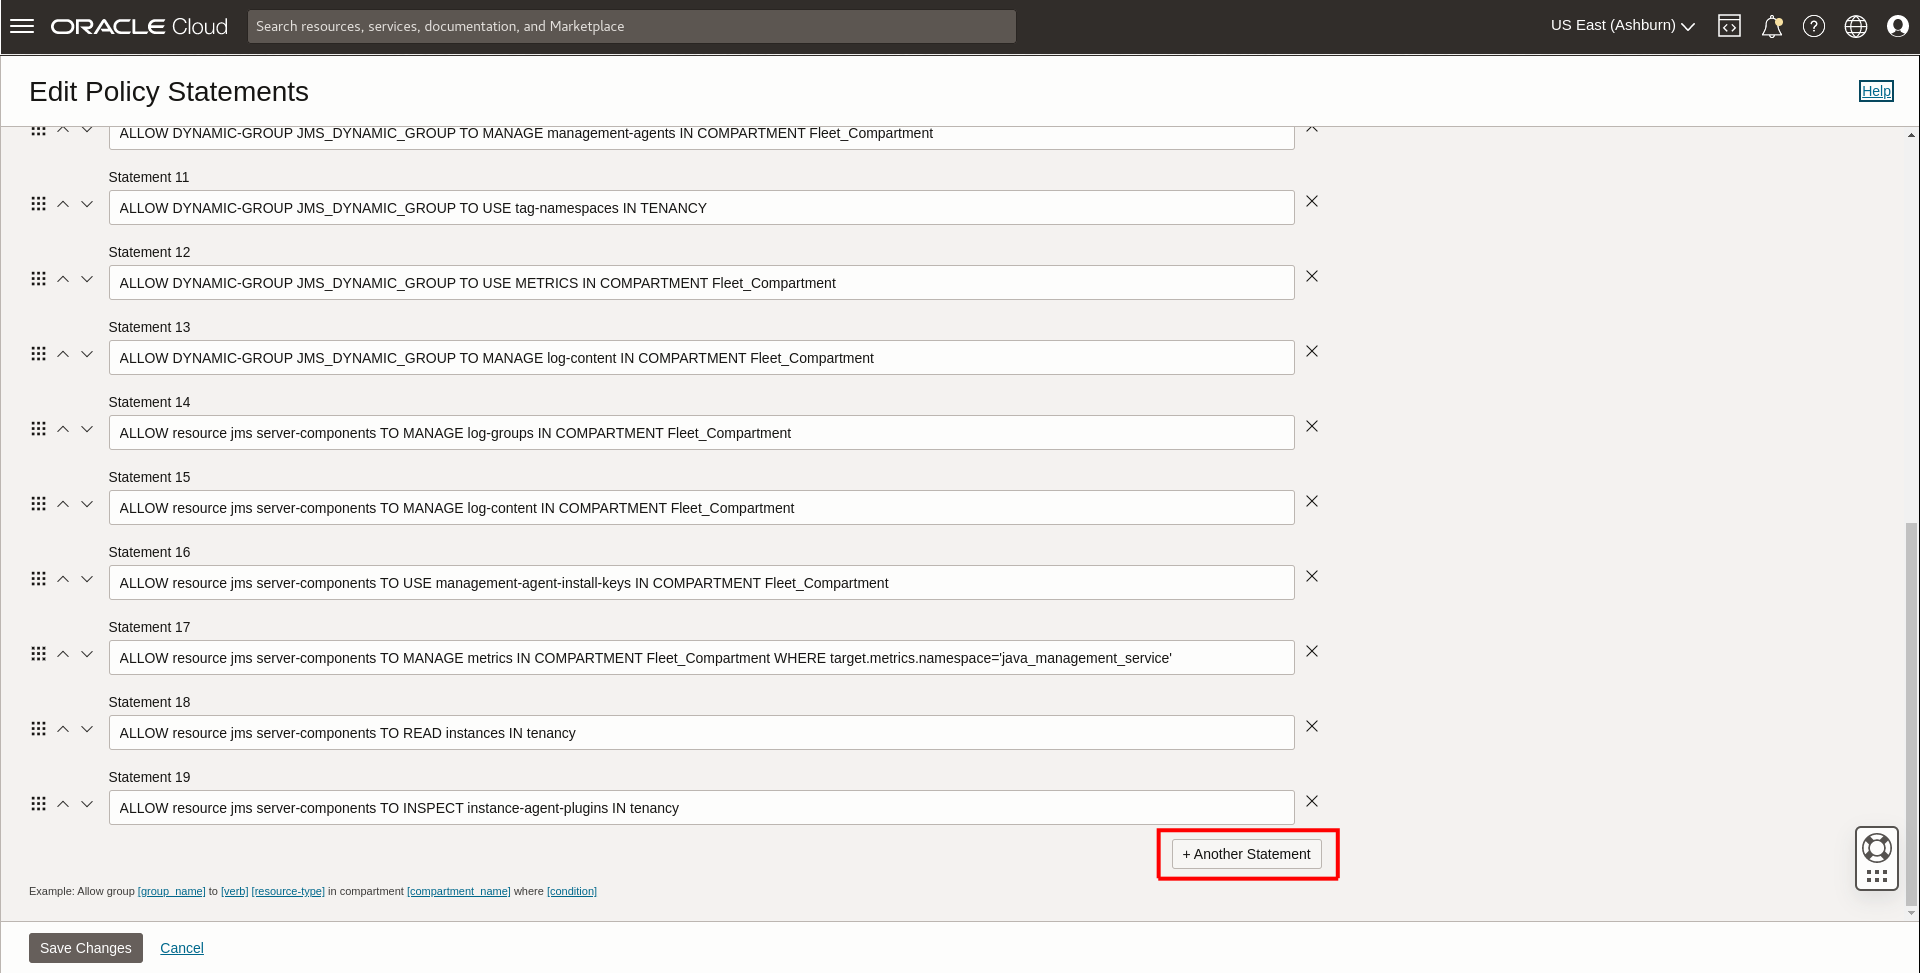 ORACLE Cloud
Search resources, services, documentation, and Marketplace
US East (Ashburn)
Edit Policy Statements
Help
ALLOW DYNAMIC-GROUP JMS_DYNAMIC_GROUP TO MANAGE management-agents IN COMPARTMENT Fleet_Compartment
Statement 11
ALLOW DYNAMIC-GROUP JMS_DYNAMIC_GROUP TO USE tag-namespaces IN TENANCY
Statement 12
ALLOW DYNAMIC-GROUP JMS_DYNAMIC_GROUP TO USE METRICS IN COMPARTMENT Fleet_Compartment
Statement 13
ALLOW DYNAMIC-GROUP JMS_DYNAMIC_GROUP TO MANAGE log-content IN COMPARTMENT Fleet_Compartment
Statement 14
ALLOW resource jms server-components TO MANAGE log-groups IN COMPARTMENT Fleet_Compartment
Statement 15
ALLOW resource jms server-components TO MANAGE log-content IN COMPARTMENT Fleet_Compartment
Statement 16
ALLOW resource jms server-components TO USE management-agent-install-keys IN COMPARTMENT Fleet_Compartment
Statement 17
ALLOW resource jms server-components TO MANAGE metrics IN COMPARTMENT Fleet_Compartment WHERE target.metrics.namespace='java_management_service'
Statement 18
ALLOW resource jms server-components TO READ instances IN tenancy
Statement 19
ALLOW resource jms server-components TO INSPECT instance-agent-plugins IN tenancy
+ Another Statement
Example: Allow group [group_name] to [verb] [resource-type] in compartment [compartment_name] where [condition]
Save Changes
Cancel